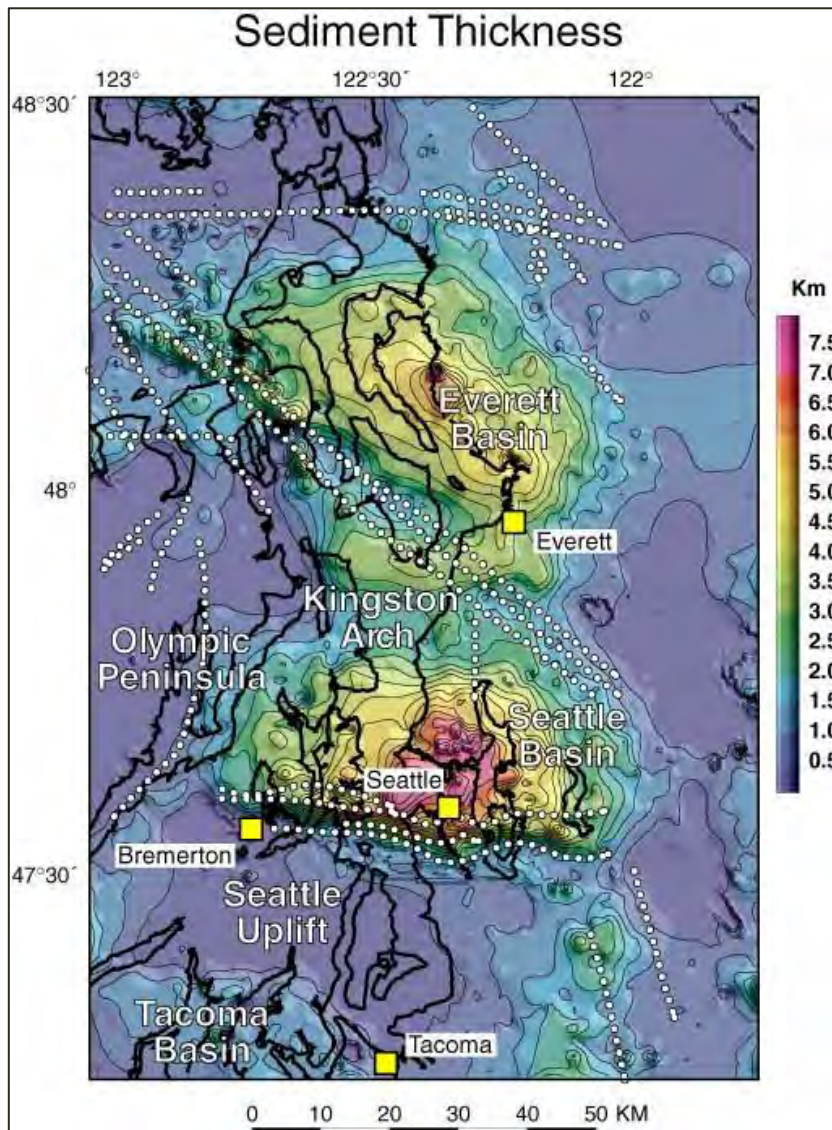 Sediment Thickness
123° 122°30´ 122°
48°30´
Km
7.5
7.0
6.5
6.0
5.5
5.0
4.5
4.0
3.5
3.0
2.5
2.0
1.5
1.0
0.5
Everett
Basin
48°
Everett
Kingston
Arch
Olympic
Peninsula
Seattle
Basin
Seattle
Bremerton
47°30´
Seattle
Uplift
Tacoma
Basin
Tacoma
0 10 20 30 40 50 KM